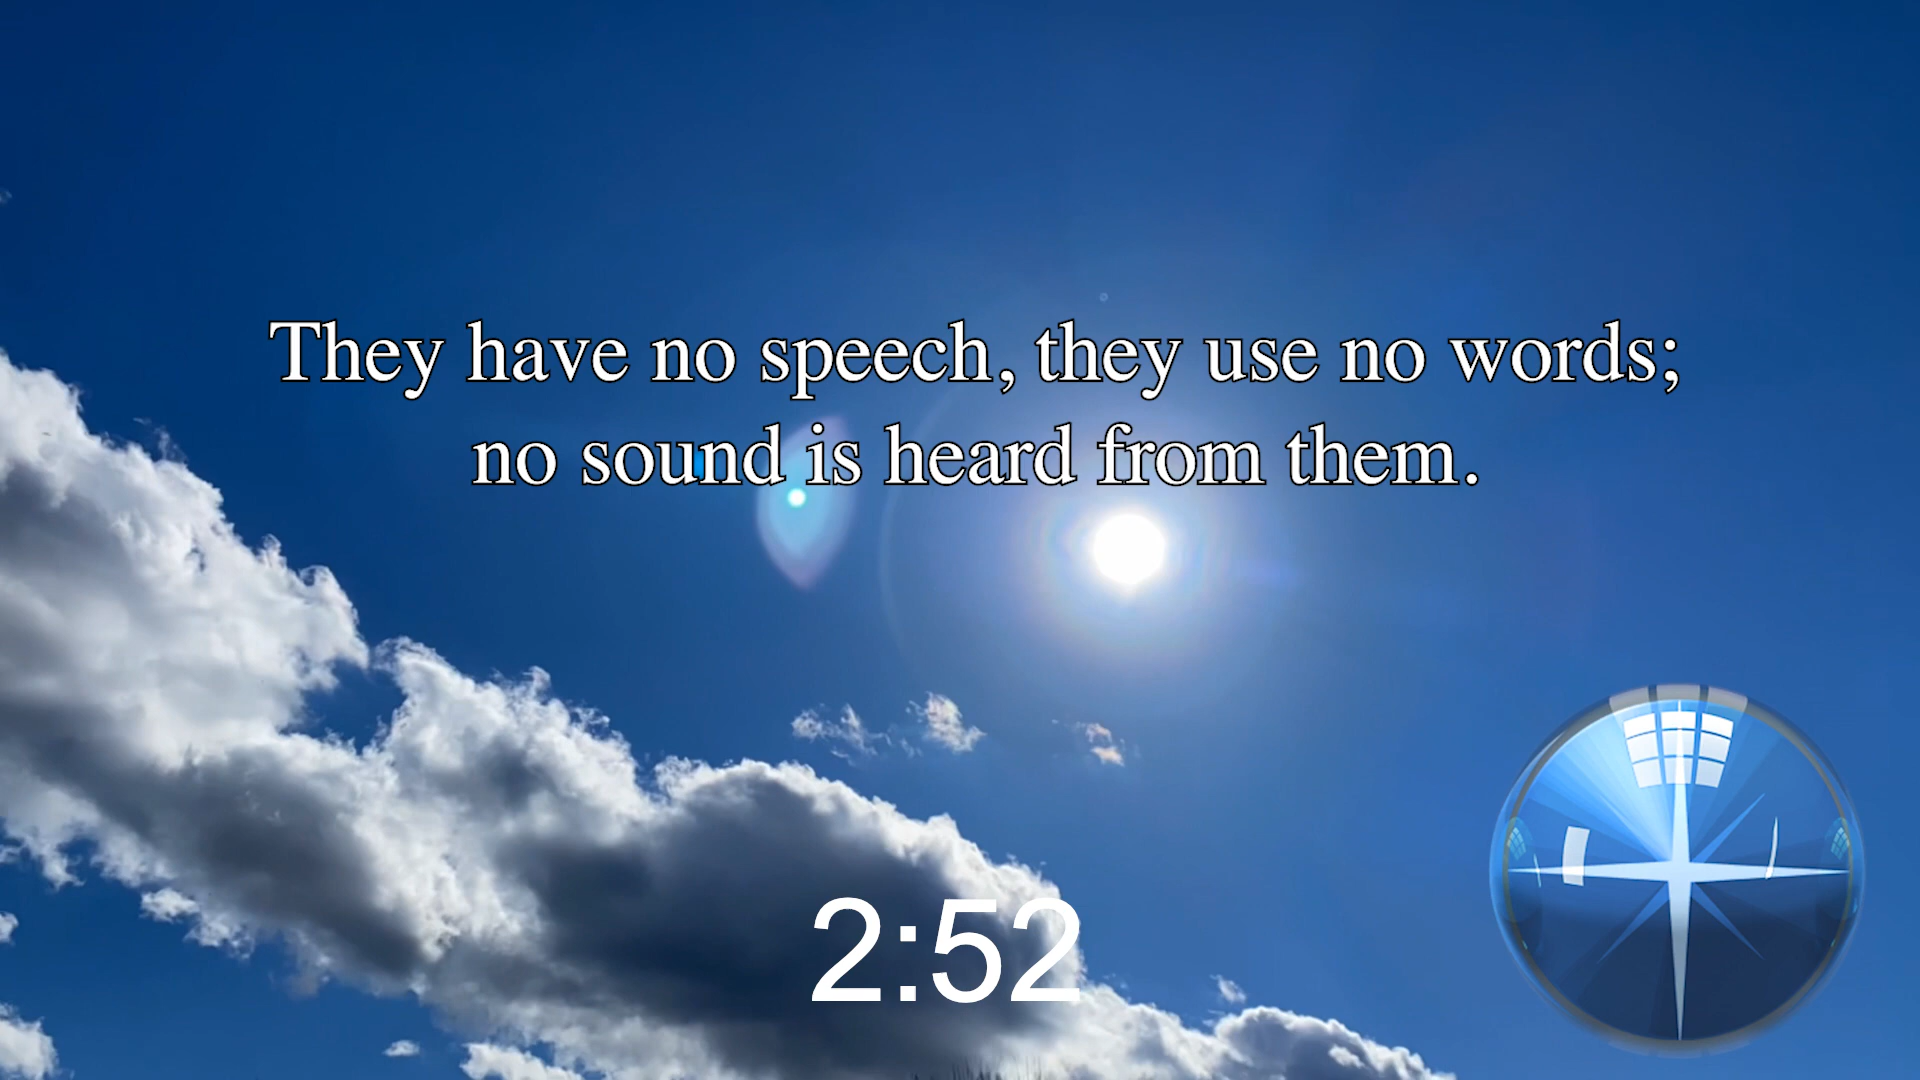 They have no speech, they use no words;
no sound is heard from them.
2:52